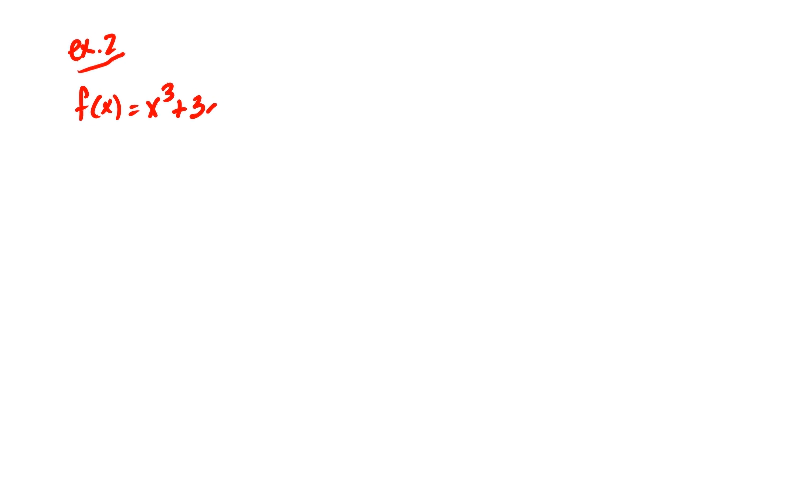 ex.2
f(x) = x³+3